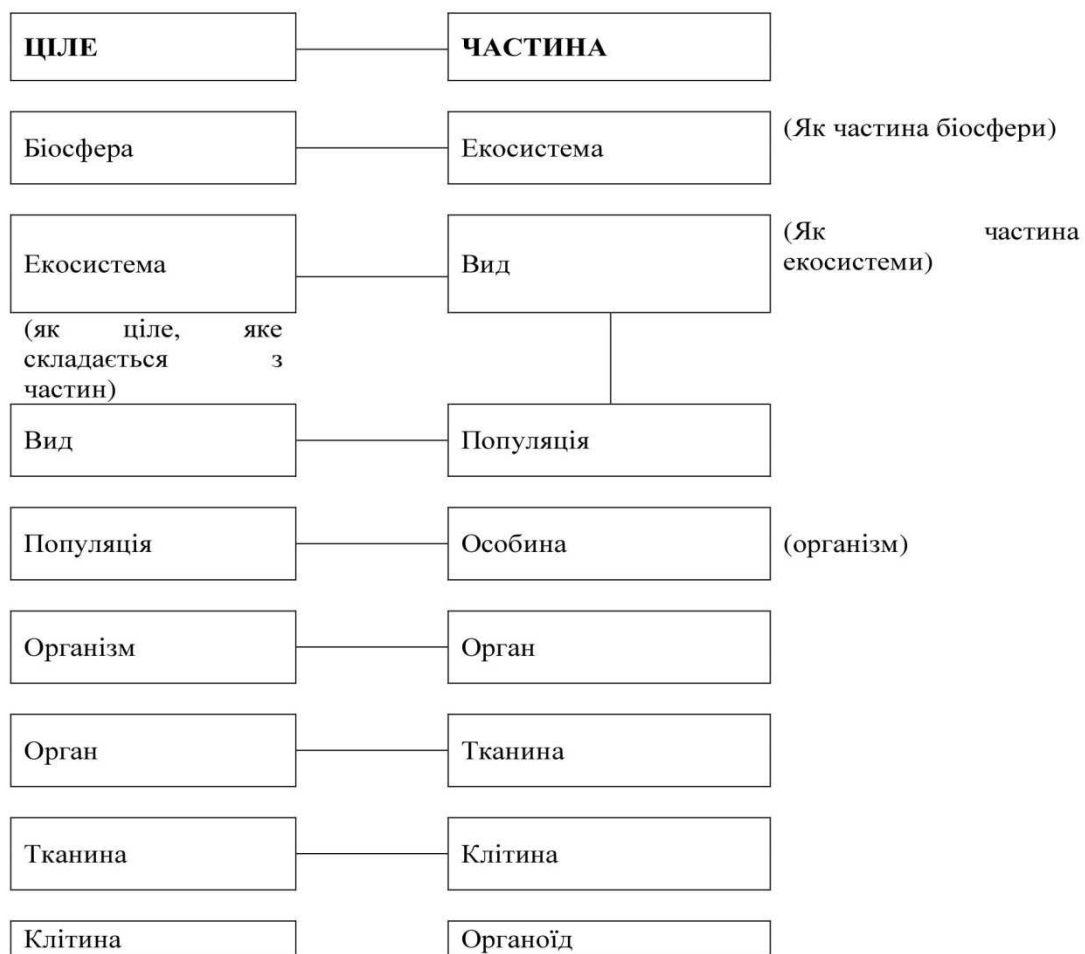 ЦІЛЕ
ЧАСТИНА
Біосфера
Екосистема
(Як частина біосфери)
Екосистема
Вид
(Як частина
екосистеми)
(як ціле, яке
складається з
частин)
Вид
Популяція
Популяція
Особина
(організм)
Організм
Орган
Орган
Тканина
Тканина
Клітина
Клітина
Органоїд